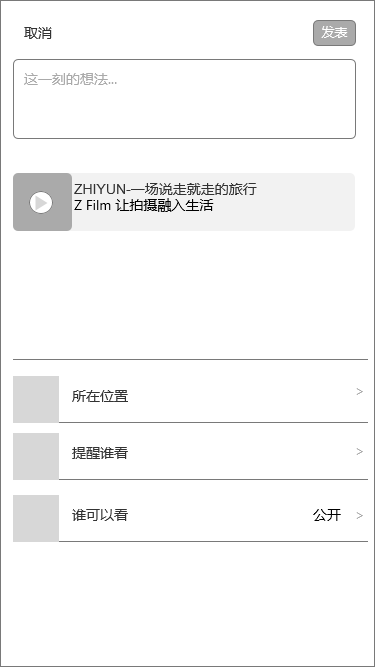 取消
发表
这一刻的想法...
ZHIYUN-一场说走就走的旅行
Z Film 让拍摄融入生活
所在位置 >
提醒谁看 >
谁可以看 公开 >